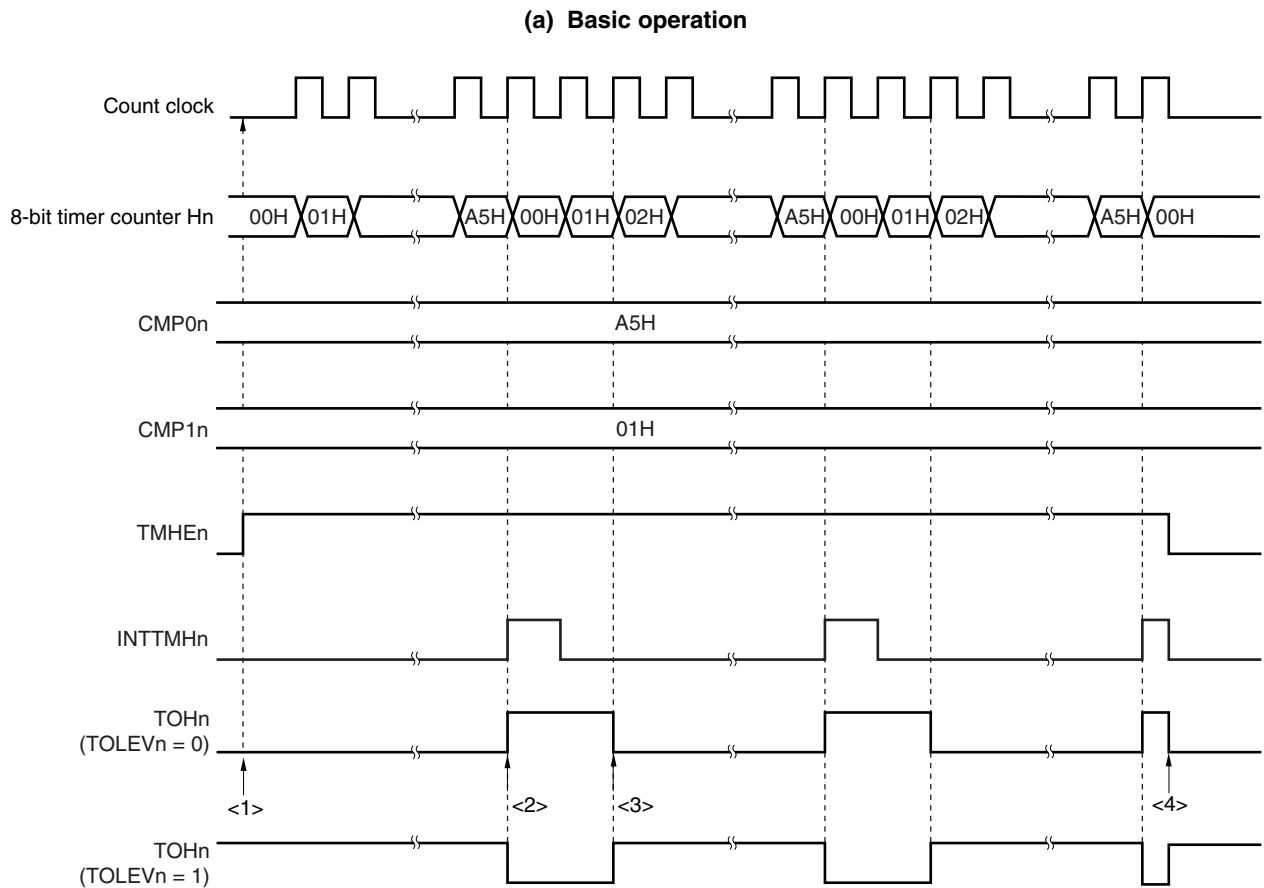 (a) Basic operation
Count clock
8-bit timer counter Hn
00H 01H A5H 00H 01H 02H A5H 00H 01H 02H A5H 00H
CMP0n
A5H
CMP1n
01H
TMHEn
INTTMHn
TOHn
(TOLEVn = 0)
<1> <2> <3> <4>
TOHn
(TOLEVn = 1)